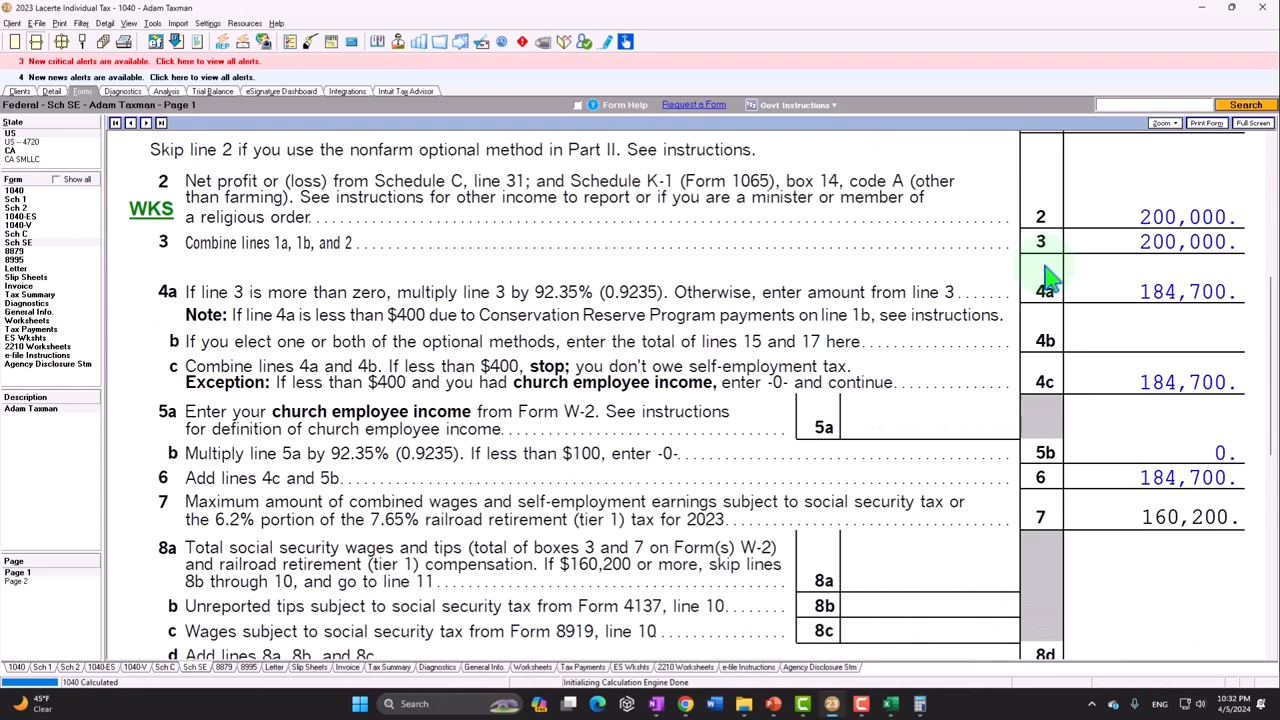 2023 Lacerte Individual Tax - 1040 - Adam Taxman
Client E-File Print Filter Detail View Tools Import Settings Resources Help
3 New critical alerts are available. Click here to view all alerts.
4 New news alerts are available. Click here to view all alerts.
Clients Detail Forms Diagnostics Analysis Trial Balance eSignature Dashboard Integrations Intuit Tax Advisor
Federal - Sch SE - Adam Taxman - Page 1 Form Help Request a Form Govt Instructions Search
Zoom Print Form Full Screen
State
US
US - 4720
CA
CA SMLLC
Form Show all
1040
Sch 1
Sch 2
1040-ES
1040-V
Sch C
Sch SE
8879
8995
Letter
Slip Sheets
Invoice
Tax Summary
Diagnostics
General Info.
Worksheets
Tax Payments
ES Wkshts
2210 Worksheets
e-file Instructions
Agency Disclosure Stm
Description
Adam Taxman
Page
Page 1
Page 2
Skip line 2 if you use the nonfarm optional method in Part II. See instructions.
2 Net profit or (loss) from Schedule C, line 31; and Schedule K-1 (Form 1065), box 14, code A (other
than farming). See instructions for other income to report or if you are a minister or member of
WKS
a religious order 2 200,000.
3 Combine lines 1a, 1b, and 2 3 200,000.
4a If line 3 is more than zero, multiply line 3 by 92.35% (0.9235). Otherwise, enter amount from line 3 4a 184,700.
Note: If line 4a is less than $400 due to Conservation Reserve Program payments on line 1b, see instructions.
b If you elect one or both of the optional methods, enter the total of lines 15 and 17 here 4b
c Combine lines 4a and 4b. If less than $400, stop; you don't owe self-employment tax.
Exception: If less than $400 and you had church employee income, enter -0- and continue 4c 184,700.
5a Enter your church employee income from Form W-2. See instructions
for definition of church employee income 5a
b Multiply line 5a by 92.35% (0.9235). If less than $100, enter -0- 5b 0.
6 Add lines 4c and 5b 6 184,700.
7 Maximum amount of combined wages and self-employment earnings subject to social security tax or
the 6.2% portion of the 7.65% railroad retirement (tier 1) tax for 2023 7 160,200.
8a Total social security wages and tips (total of boxes 3 and 7 on Form(s) W-2)
and railroad retirement (tier 1) compensation. If $160,200 or more, skip lines
8b through 10, and go to line 11 8a
b Unreported tips subject to social security tax from Form 4137, line 10 8b
c Wages subject to social security tax from Form 8919, line 10 8c
d Add lines 8a, 8b, and 8c 8d
1040 Sch 1 Sch 2 1040-ES 1040-V Sch C Sch SE 8879 8995 Letter Slip Sheets Invoice Tax Summary Diagnostics General Info. Worksheets Tax Payments ES Wkshts 2210 Worksheets e-file Instructions Agency Disclosure Stm
1040 Calculated Initializing Calculation Engine Done
45°F
Clear
Search
10:32 PM
4/5/2024